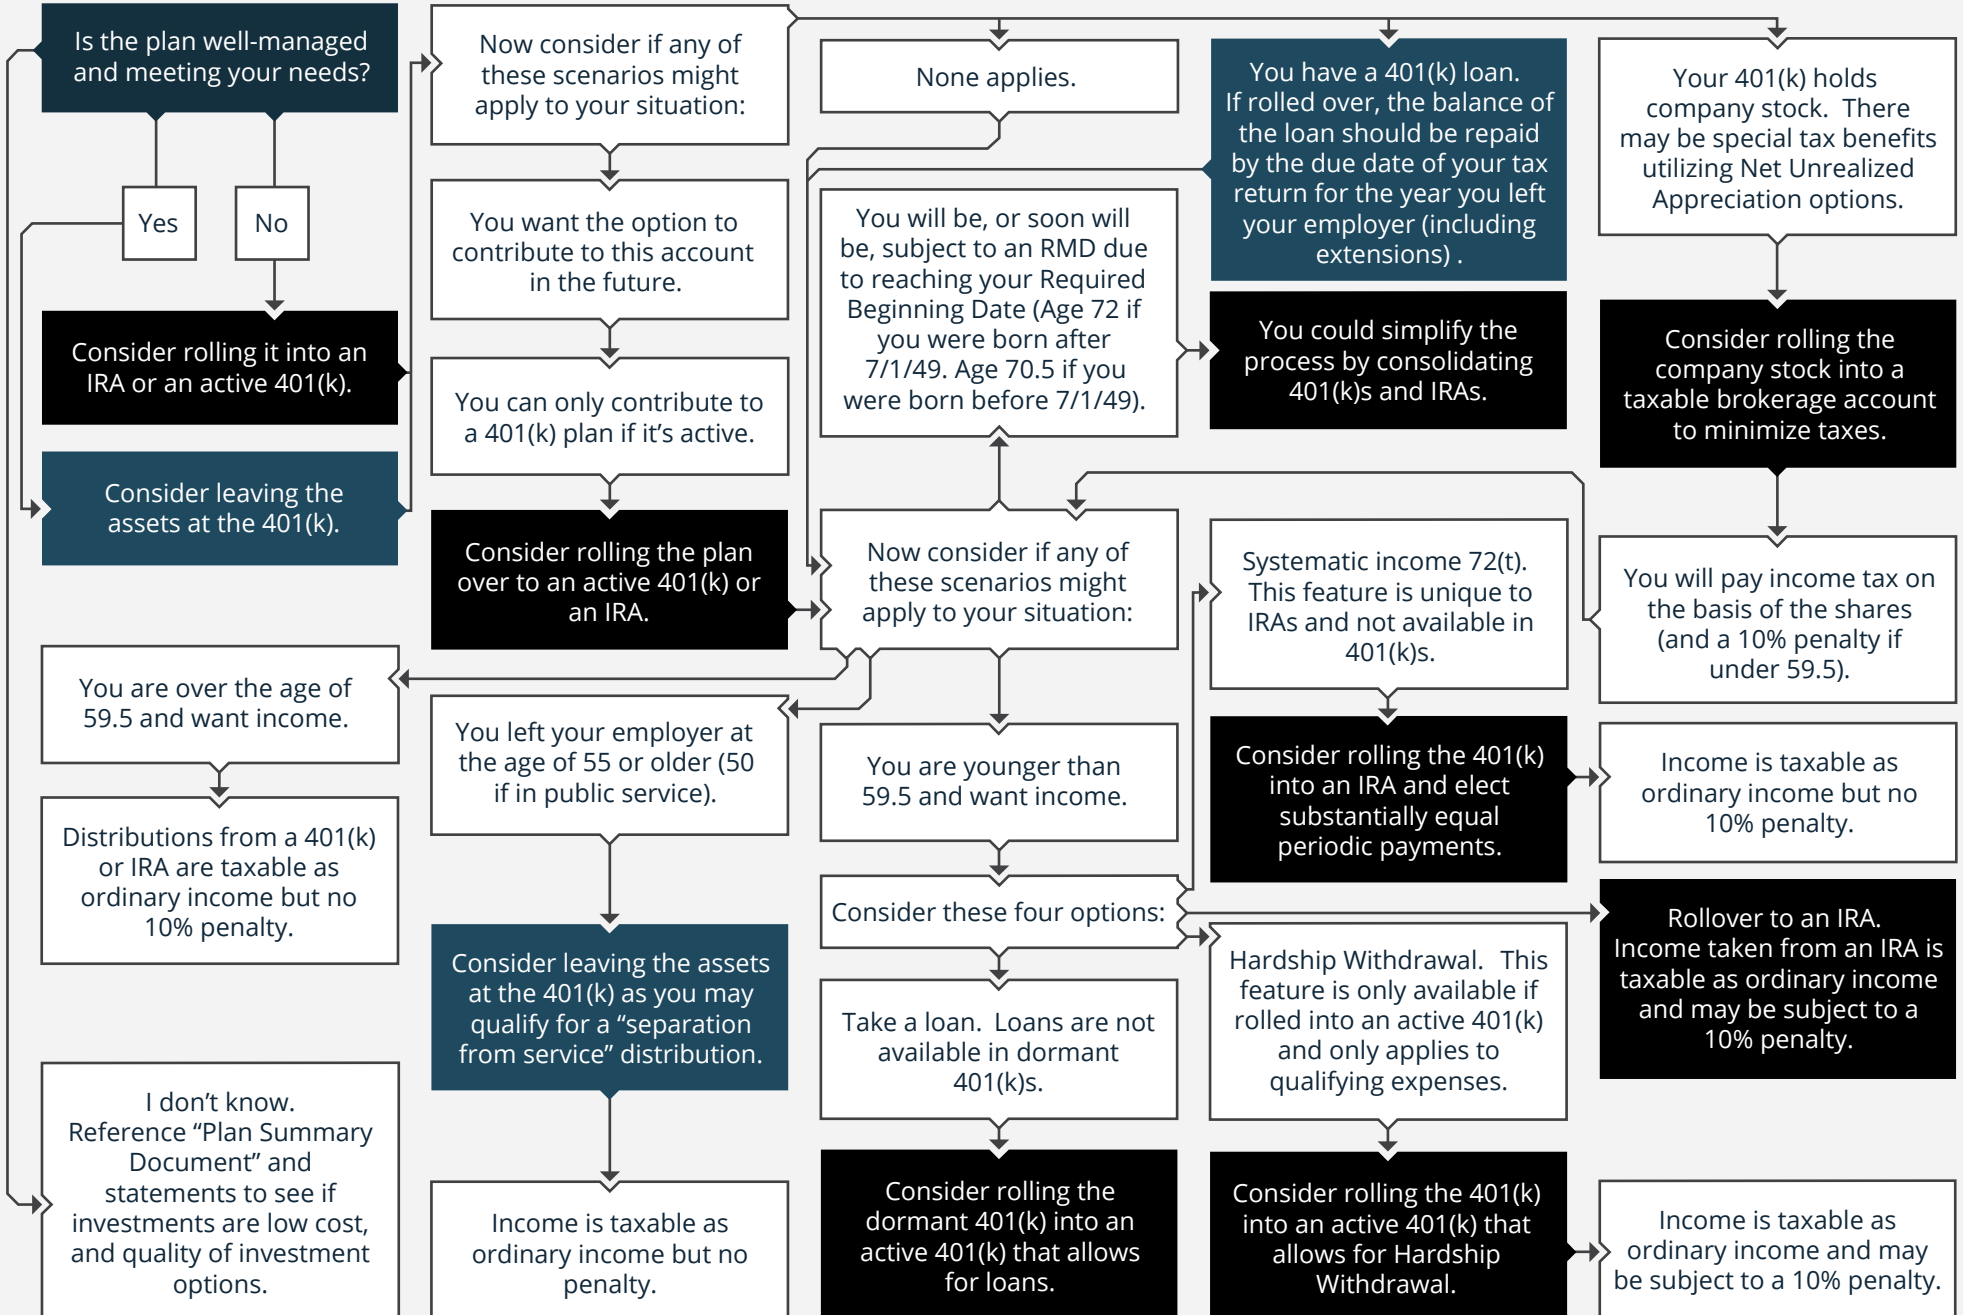 Is the plan well-managed
and meeting your needs?
Yes
No
Consider rolling it into an
IRA or an active 401(k).
Consider leaving the
assets at the 401(k).
Now consider if any of
these scenarios might
apply to your situation:
You want the option to
contribute to this account
in the future.
You can only contribute to
a 401(k) plan if it’s active.
Consider rolling the plan
over to an active 401(k) or
an IRA.
None applies.
You have a 401(k) loan.
If rolled over, the balance of
the loan should be repaid
by the due date of your tax
return for the year you left
your employer (including
extensions) .
Your 401(k) holds
company stock.  There
may be special tax benefits
utilizing Net Unrealized
Appreciation options.
You will be, or soon will
be, subject to an RMD due
to reaching your Required
Beginning Date (Age 72 if
you were born after
7/1/49. Age 70.5 if you
were born before 7/1/49).
You could simplify the
process by consolidating
401(k)s and IRAs.
Consider rolling the
company stock into a
taxable brokerage account
to minimize taxes.
Now consider if any of
these scenarios might
apply to your situation:
Systematic income 72(t).
This feature is unique to
IRAs and not available in
401(k)s.
You will pay income tax on
the basis of the shares
(and a 10% penalty if
under 59.5).
You are over the age of
59.5 and want income.
Distributions from a 401(k)
or IRA are taxable as
ordinary income but no
10% penalty.
You left your employer at
the age of 55 or older (50
if in public service).
Consider leaving the assets
at the 401(k) as you may
qualify for a “separation
from service” distribution.
Income is taxable as
ordinary income but no
penalty.
You are younger than
59.5 and want income.
Consider these four options:
Take a loan.  Loans are not
available in dormant
401(k)s.
Consider rolling the
dormant 401(k) into an
active 401(k) that allows
for loans.
Consider rolling the 401(k)
into an IRA and elect
substantially equal
periodic payments.
Income is taxable as
ordinary income but no
10% penalty.
Rollover to an IRA.
Income taken from an IRA is
taxable as ordinary income
and may be subject to a
10% penalty.
Hardship Withdrawal.  This
feature is only available if
rolled into an active 401(k)
and only applies to
qualifying expenses.
Consider rolling the 401(k)
into an active 401(k) that
allows for Hardship
Withdrawal.
Income is taxable as
ordinary income and may
be subject to a 10% penalty.
I don’t know.
Reference “Plan Summary
Document” and
statements to see if
investments are low cost,
and quality of investment
options.